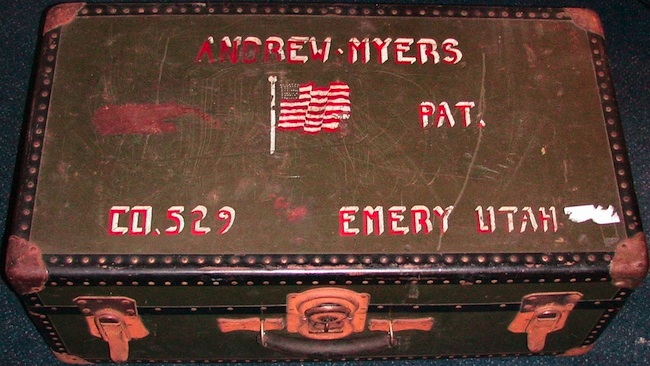 ANDREW·MYERS
PAT.
CO. 529
EMERY UTAH